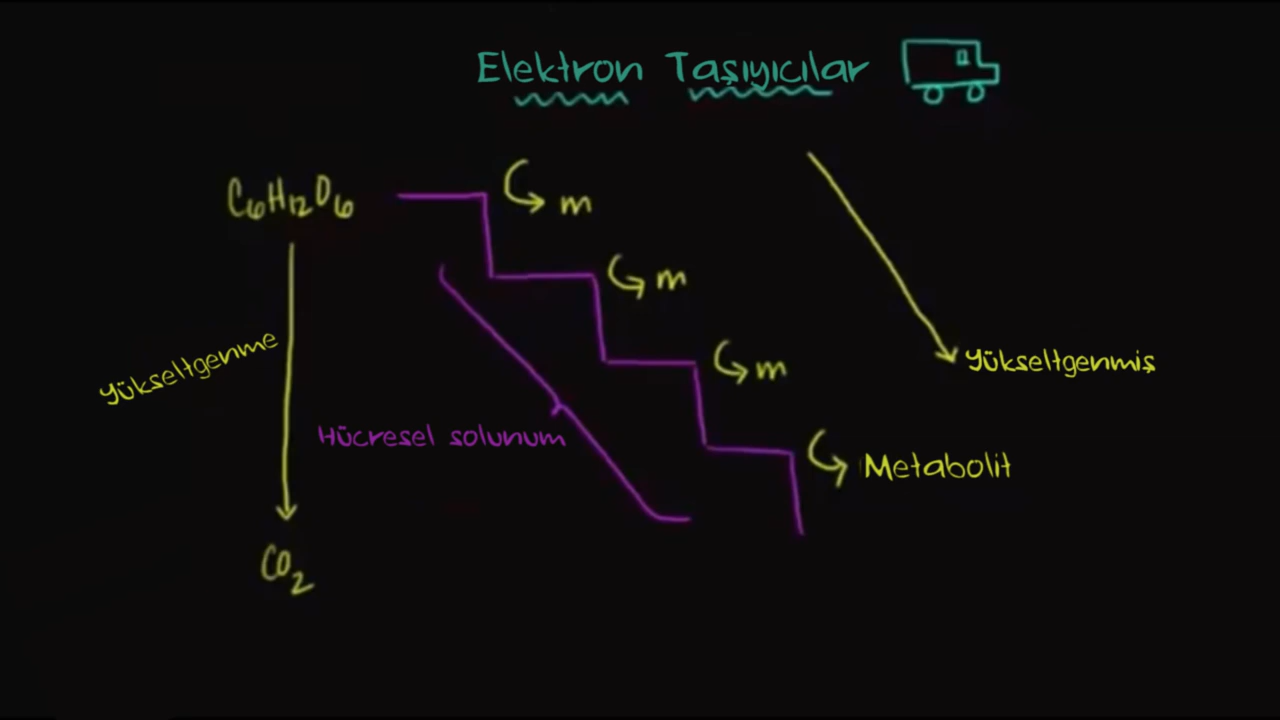 Elektron Taşıyıcılar
C6H12O6
m
m
m
Yükseltgenme
Yükseltgenmiş
Hücresel solunum
Metabolit
CO2